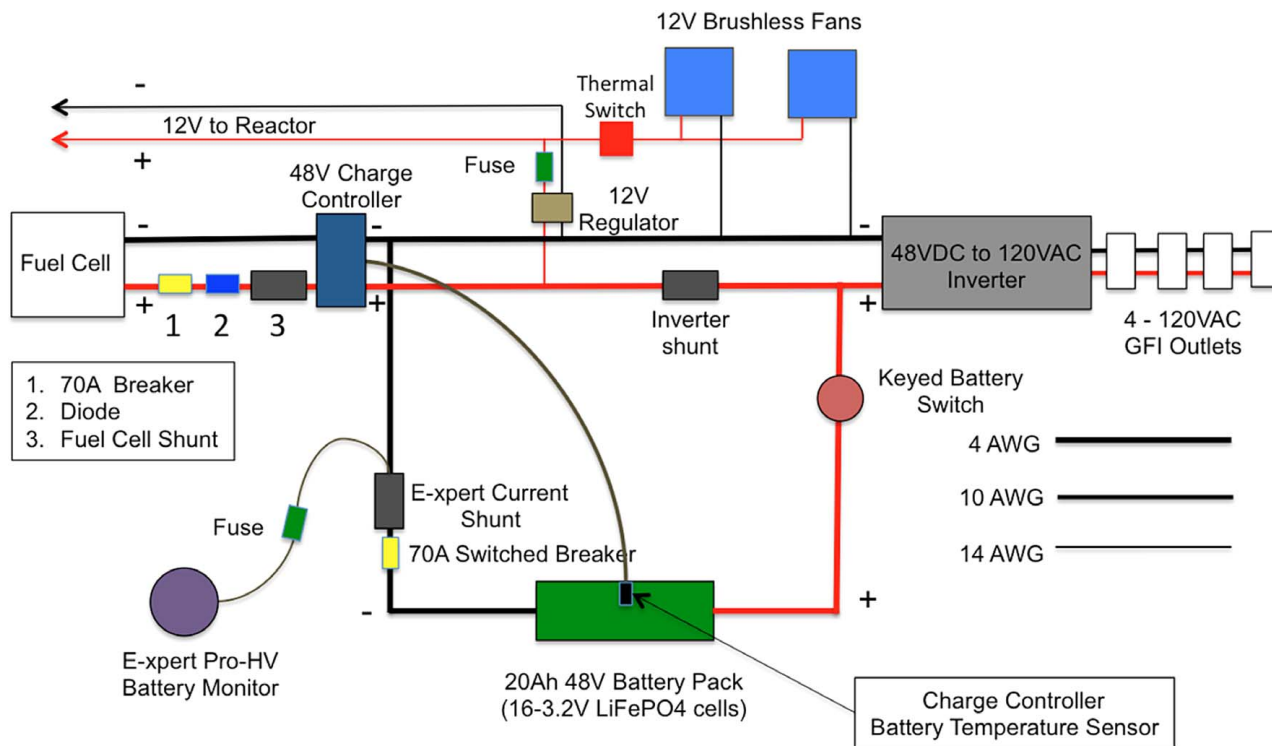 12V Brushless Fans
-
Thermal
Switch
12V to Reactor
+
Fuse
48V Charge
Controller
12V
Regulator
-
-
-
Fuel Cell
48VDC to 120VAC
Inverter
+
+
+
1
2
3
Inverter
shunt
4 - 120VAC
GFI Outlets
1. 70A Breaker
2. Diode
3. Fuel Cell Shunt
Keyed Battery
Switch
4 AWG
10 AWG
14 AWG
E-xpert Current
Shunt
Fuse
70A Switched Breaker
-
+
E-xpert Pro-HV
Battery Monitor
20Ah 48V Battery Pack
(16-3.2V LiFePO4 cells)
Charge Controller
Battery Temperature Sensor